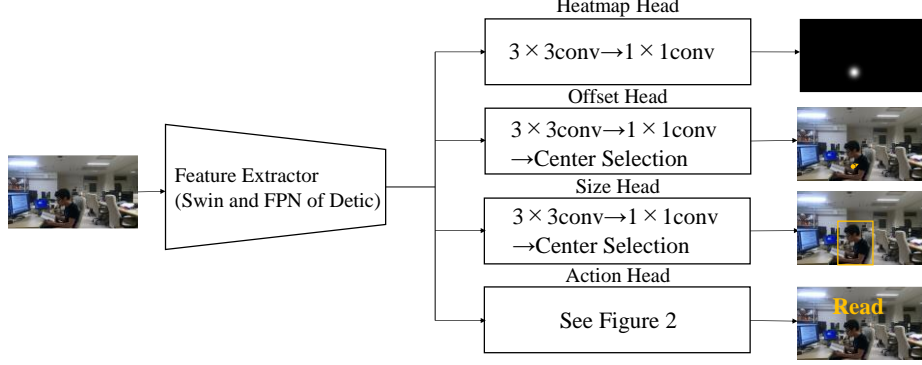 Heatmap Head
3×3conv→1×1conv
Offset Head
3×3conv→1×1conv
→Center Selection
Feature Extractor
(Swin and FPN of Detic)
Size Head
3×3conv→1×1conv
→Center Selection
Action Head
See Figure 2
Read